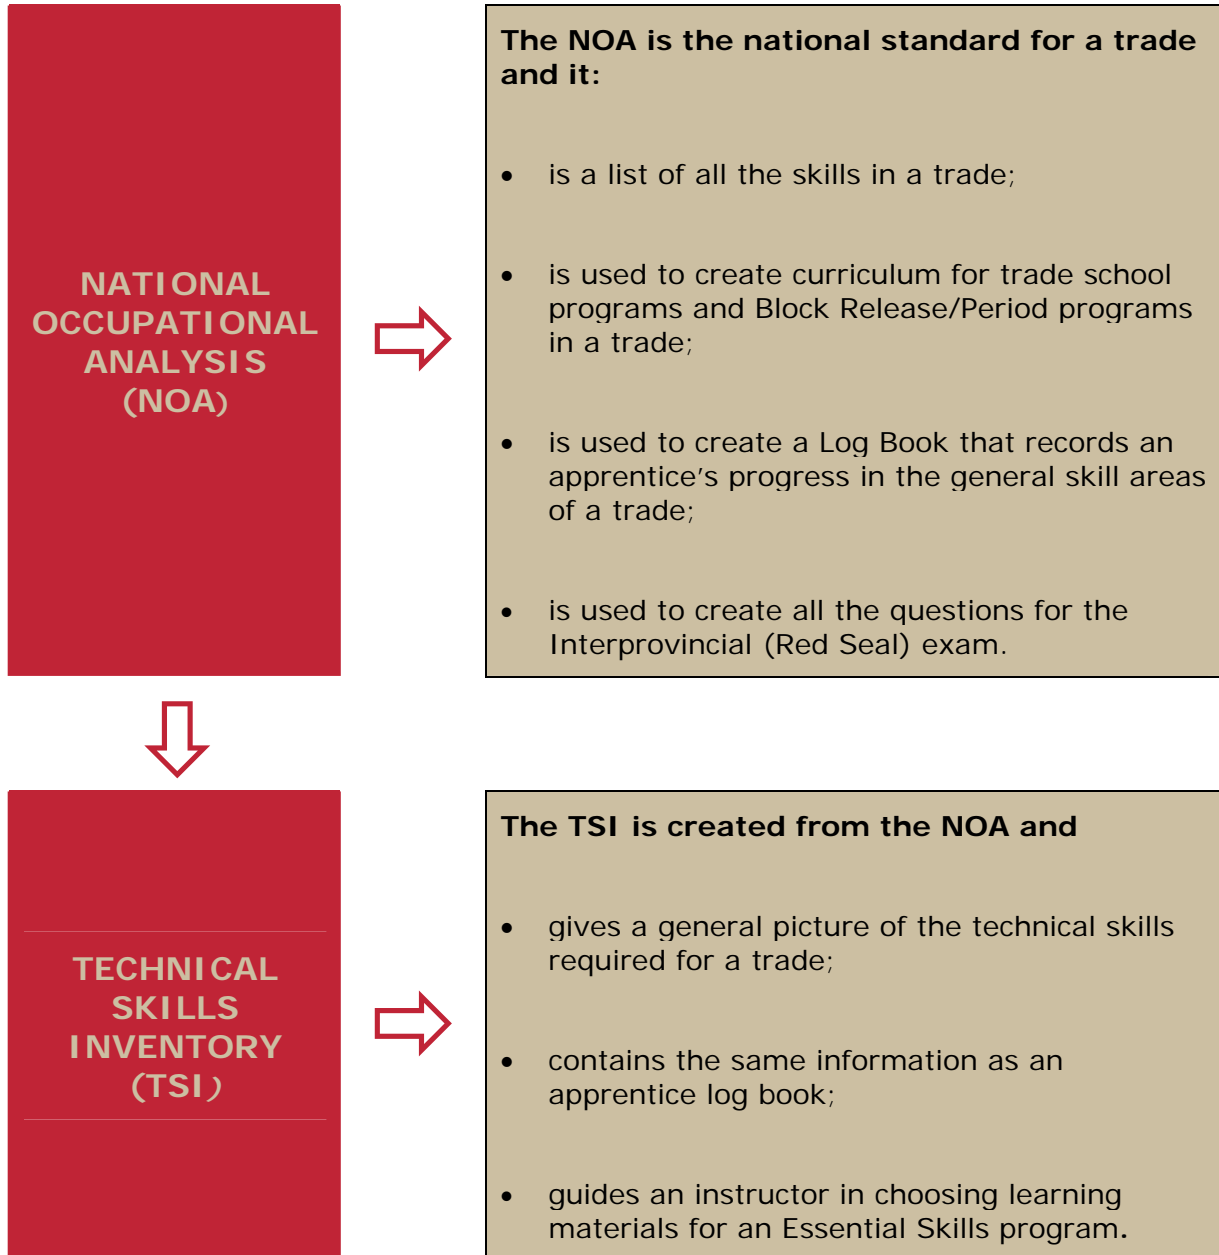 NATIONAL
OCCUPATIONAL
ANALYSIS
(NOA)
The NOA is the national standard for a trade
and it:
• is a list of all the skills in a trade;
• is used to create curriculum for trade school
programs and Block Release/Period programs
in a trade;
• is used to create a Log Book that records an
apprentice’s progress in the general skill areas
of a trade;
• is used to create all the questions for the
Interprovincial (Red Seal) exam.
TECHNICAL
SKILLS
INVENTORY
(TSI)
The TSI is created from the NOA and
• gives a general picture of the technical skills
required for a trade;
• contains the same information as an
apprentice log book;
• guides an instructor in choosing learning
materials for an Essential Skills program.